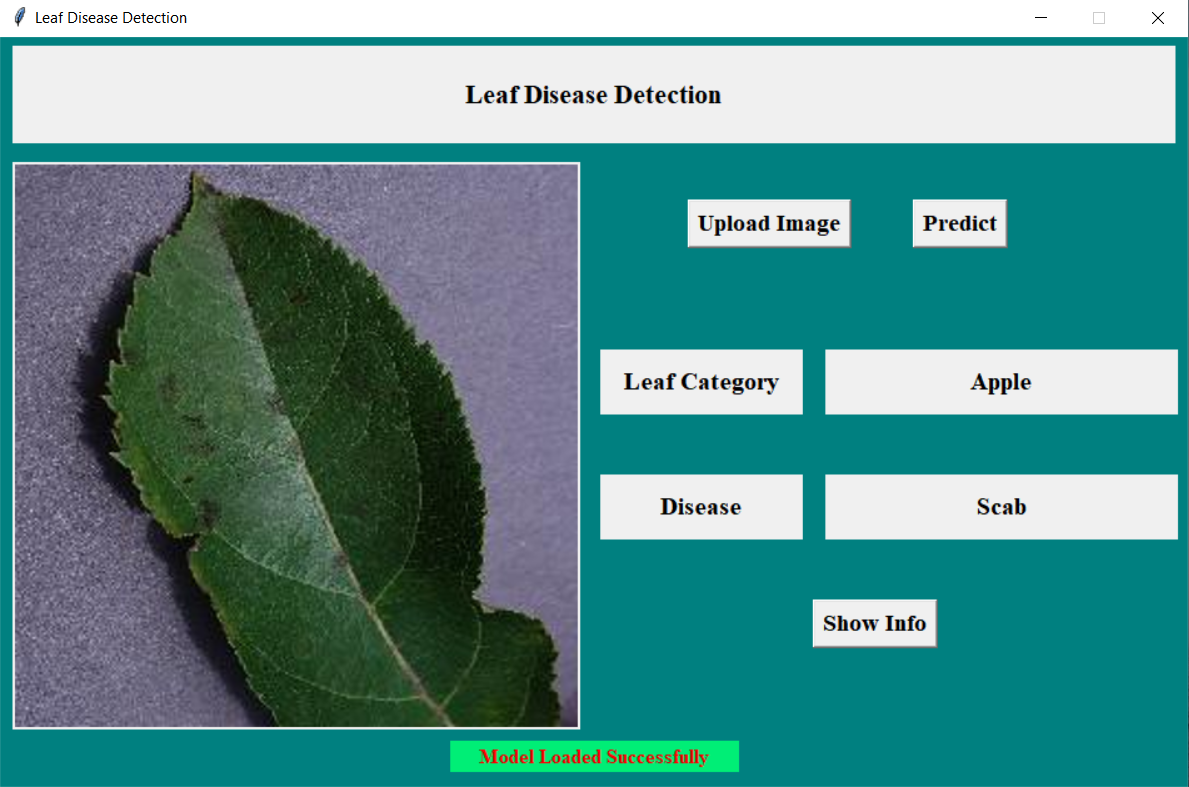 Leaf Disease Detection
Leaf Disease Detection
Upload Image
Predict
Leaf Category
Apple
Disease
Scab
Show Info
Model Loaded Successfully